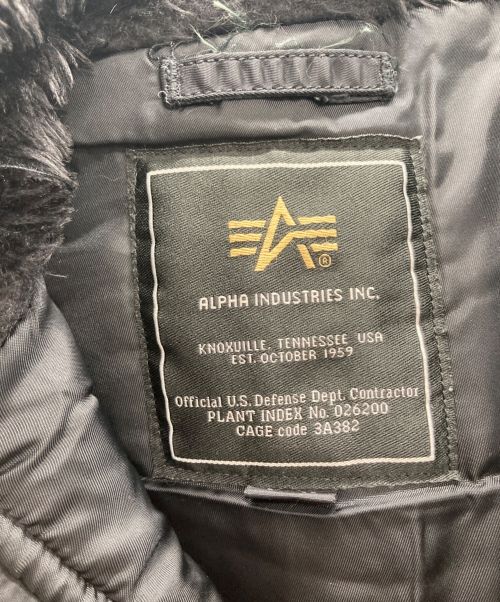 ®
ALPHA INDUSTRIES INC.
KNOXUILLE, TENNESSEE USA
EST. OCTOBER 1959
Official U.S. Defense Dept. Contractor
PLANT INDEX No. 026200
CAGE code 3A382